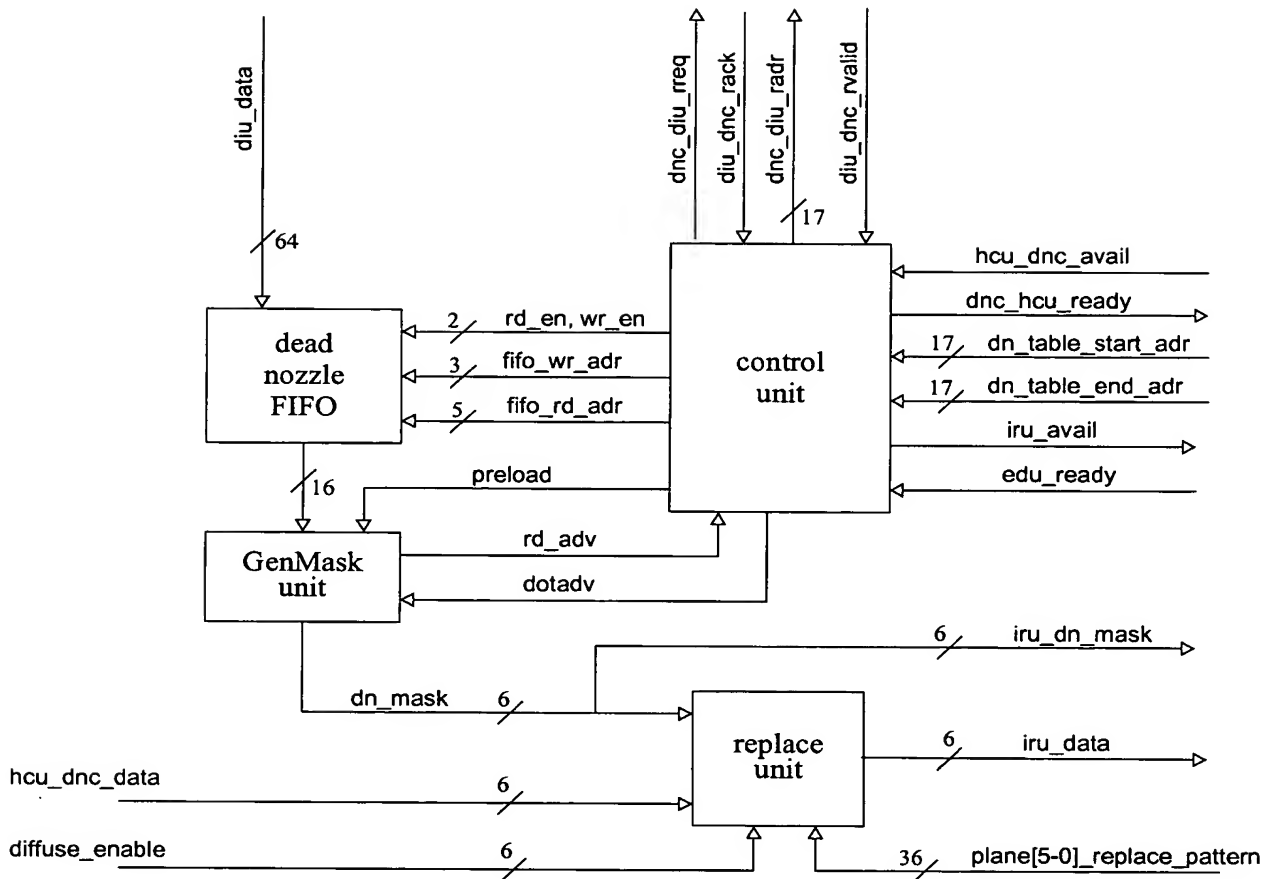 diu_data
dnc_diu_rreq
diu_dnc_rack
dnc_diu_radr
diu_dnc_rvalid
64
17
hcu_dnc_avail
dnc_hcu_ready
17
dn_table_start_adr
17
dn_table_end_adr
iru_avail
edu_ready
dead
nozzle
FIFO
2
rd_en, wr_en
3
fifo_wr_adr
5
fifo_rd_adr
control
unit
16
preload
GenMask
unit
rd_adv
dotadv
6
iru_dn_mask
dn_mask
6
replace
unit
6
iru_data
hcu_dnc_data
6
diffuse_enable
6
36
plane[5-0]_replace_pattern